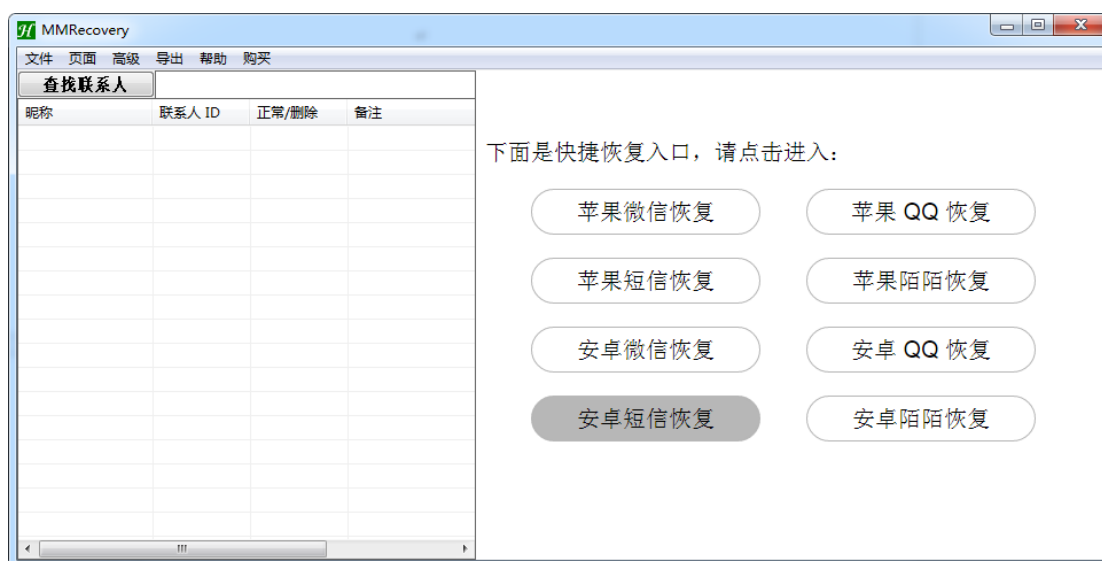 MMRecovery
文件 页面 高级 导出 帮助 购买
查找联系人
昵称 联系人 ID 正常/删除 备注
下面是快捷恢复入口，请点击进入：
苹果微信恢复 苹果 QQ 恢复
苹果短信恢复 苹果陌陌恢复
安卓微信恢复 安卓 QQ 恢复
安卓短信恢复 安卓陌陌恢复